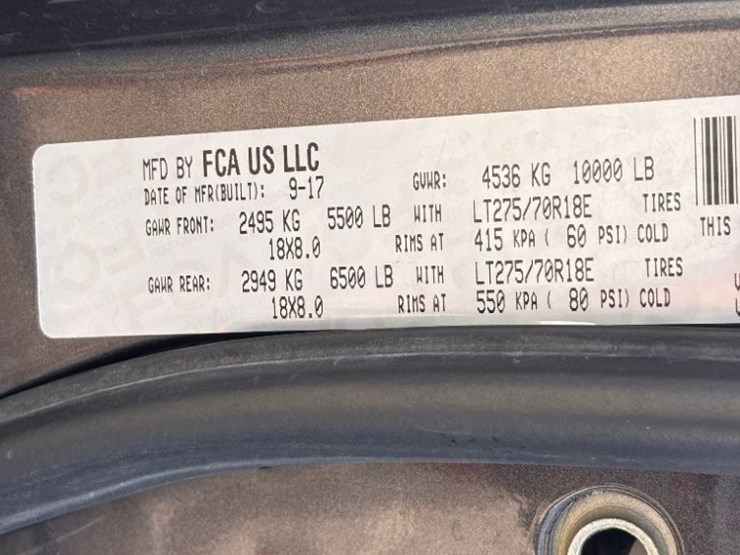 MFD BY FCA US LLC
DATE OF MFR(BUILT): 9-17 GVWR: 4536 KG 10000 LB
GAWR FRONT: 2495 KG 5500 LB WITH LT275/70R18E TIRES
18X8.0 RIMS AT 415 KPA ( 60 PSI) COLD THIS
GAWR REAR: 2949 KG 6500 LB WITH LT275/70R18E TIRES
18X8.0 RIMS AT 550 KPA ( 80 PSI) COLD